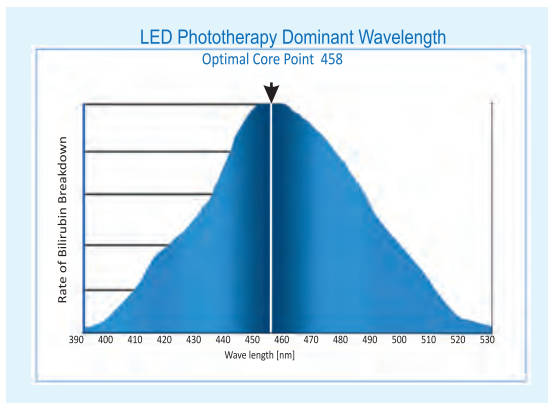 LED Phototherapy Dominant Wavelength
Optimal Core Point 458
Rate of Bilirubin Breakdown
390 400 410 420 430 440 450 460 470 480 490 500 510 520 530
Wave length [nm]